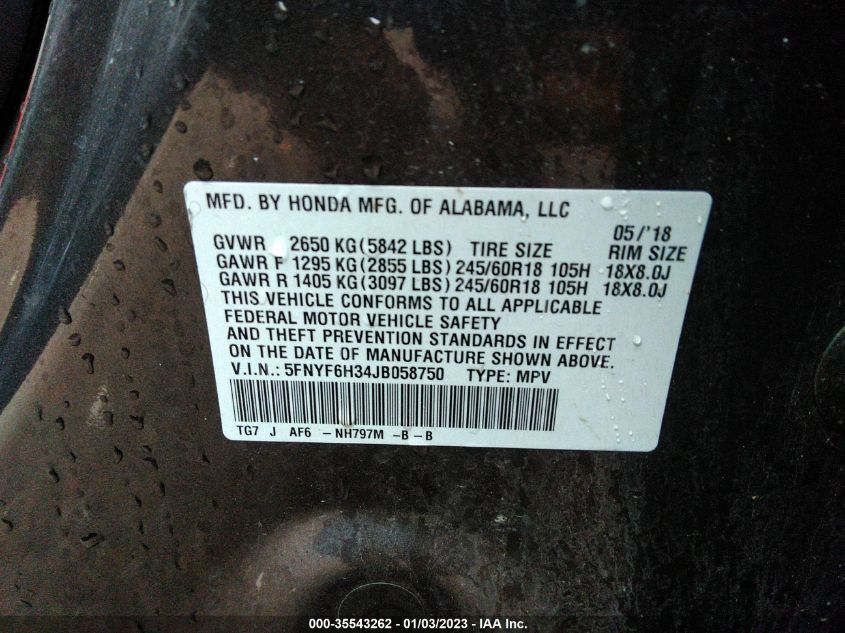 MFD. BY HONDA MFG. OF ALABAMA, LLC
05/'18
GVWR 2650 KG(5842 LBS) TIRE SIZE RIM SIZE
GAWR F 1295 KG(2855 LBS) 245/60R18 105H 18X8.0J
GAWR R 1405 KG(3097 LBS) 245/60R18 105H 18X8.0J
THIS VEHICLE CONFORMS TO ALL APPLICABLE
FEDERAL MOTOR VEHICLE SAFETY
AND THEFT PREVENTION STANDARDS IN EFFECT
ON THE DATE OF MANUFACTURE SHOWN ABOVE.
V.I.N.: 5FNYF6H34JB058750 TYPE: MPV
TG7 J AF6 -NH797M -B-B
000-35543262 - 01/03/2023 - IAAI Inc.